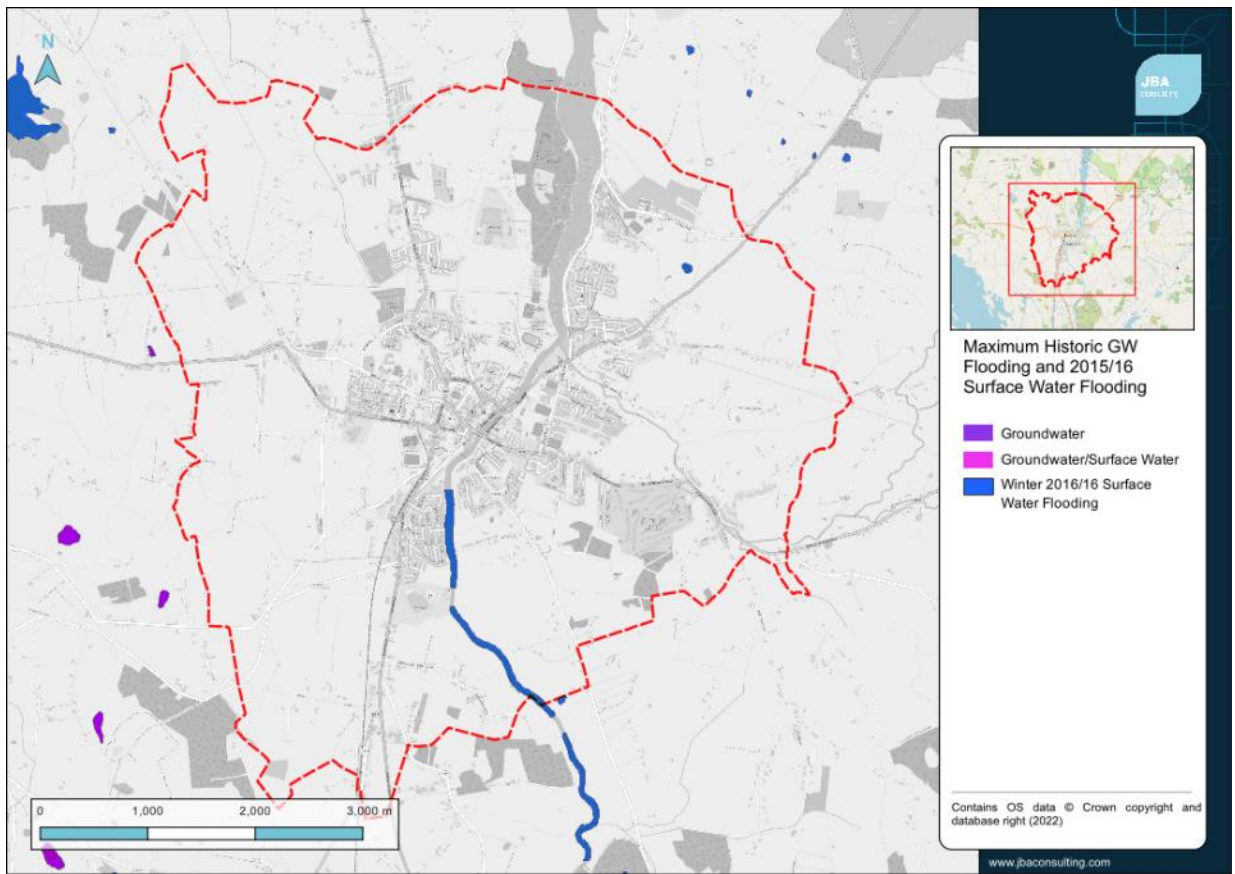 N
JBA
Maximum Historic GW
Flooding and 2015/16
Surface Water Flooding
Groundwater
Groundwater/Surface Water
Winter 2016/16 Surface
Water Flooding
0 1,000 2,000 3,000 m
Contains OS data © Crown copyright and
database right (2022)
www.jbaconsulting.com